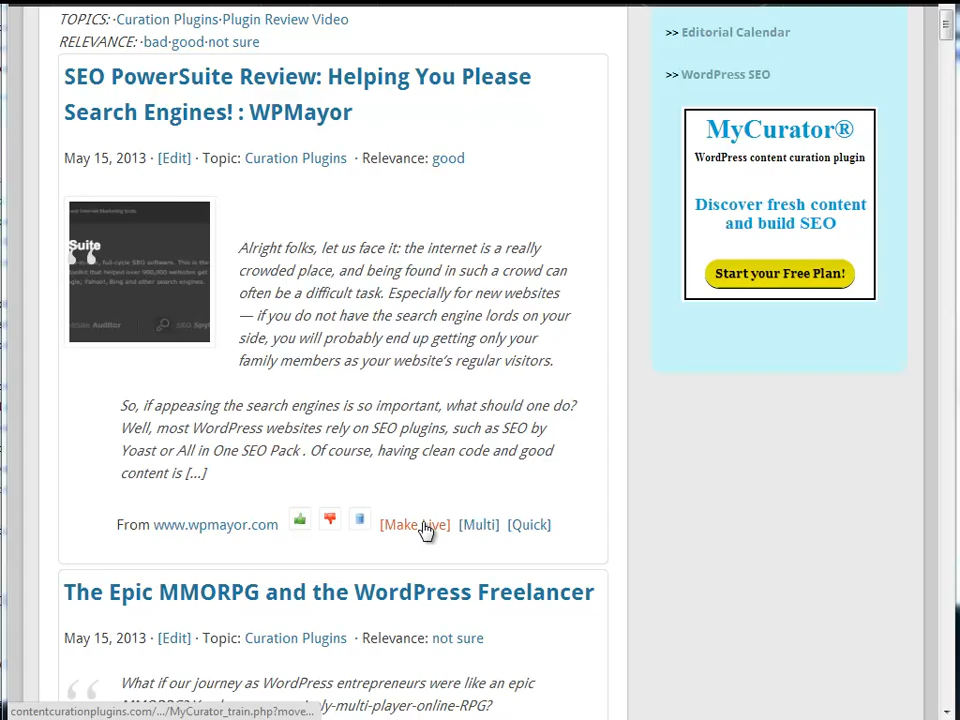 TOPICS: ·Curation Plugins·Plugin Review Video
RELEVANCE: ·bad·good·not sure
SEO PowerSuite Review: Helping You Please
Search Engines! : WPMayor
May 15, 2013 · [Edit] · Topic: Curation Plugins · Relevance: good
Suite
Alright folks, let us face it: the internet is a really
crowded place, and being found in such a crowd can
often be a difficult task. Especially for new websites
— if you do not have the search engine lords on your
side, you will probably end up getting only your
family members as your website's regular visitors.
So, if appeasing the search engines is so important, what should one do?
Well, most WordPress websites rely on SEO plugins, such as SEO by
Yoast or All in One SEO Pack . Of course, having clean code and good
content is [...]
From www.wpmayor.com [Make Live] [Multi] [Quick]
The Epic MMORPG and the WordPress Freelancer
May 15, 2013 · [Edit] · Topic: Curation Plugins · Relevance: not sure
What if our journey as WordPress entrepreneurs were like an epic
-multi-player-online-RPG?
contentcurationplugins.com/.../MyCurator_train.php?move...
>> Editorial Calendar
>> WordPress SEO
MyCurator®
WordPress content curation plugin
Discover fresh content
and build SEO
Start your Free Plan!